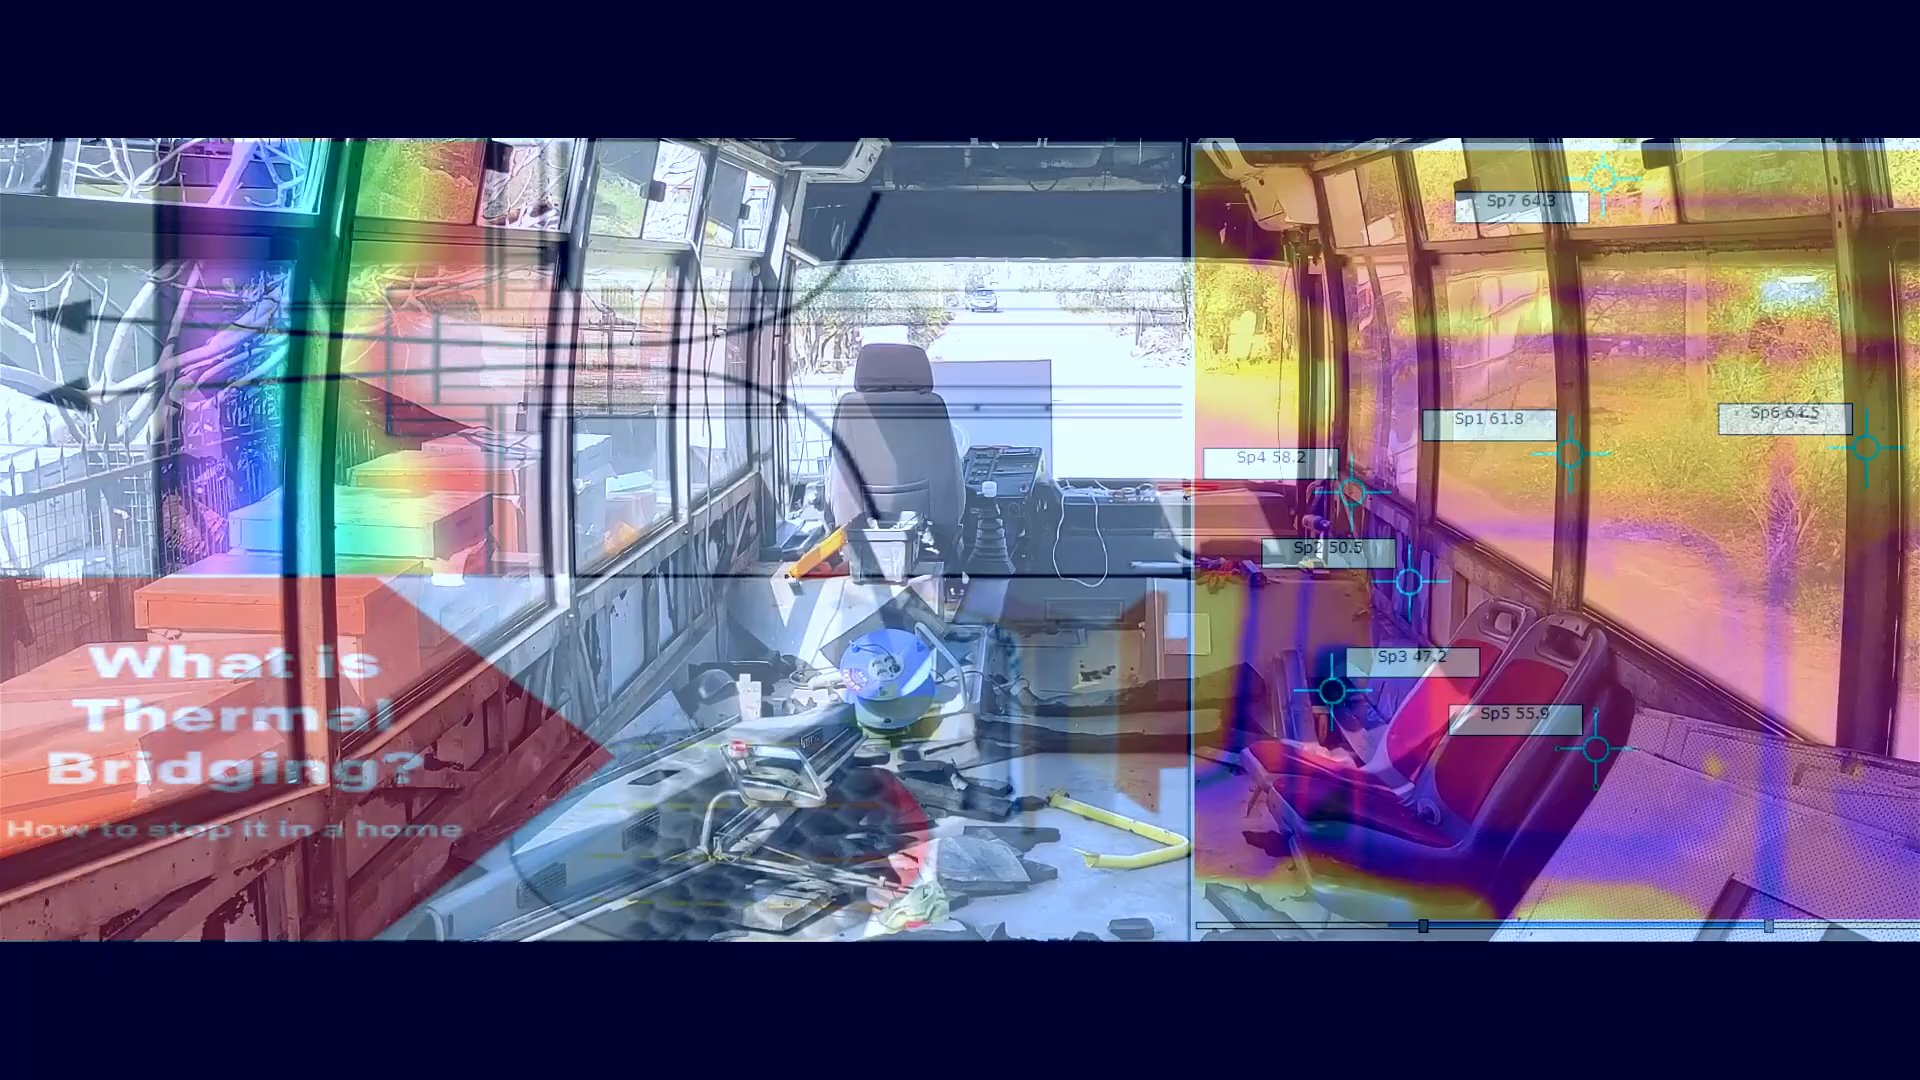 What is
Thermal
Bridging?
How to stop it in a home
Sp7 64.3
Sp1 61.8
Sp6 64.5
Sp4 58.2
Sp2 50.5
Sp3 47.2
Sp5 55.9